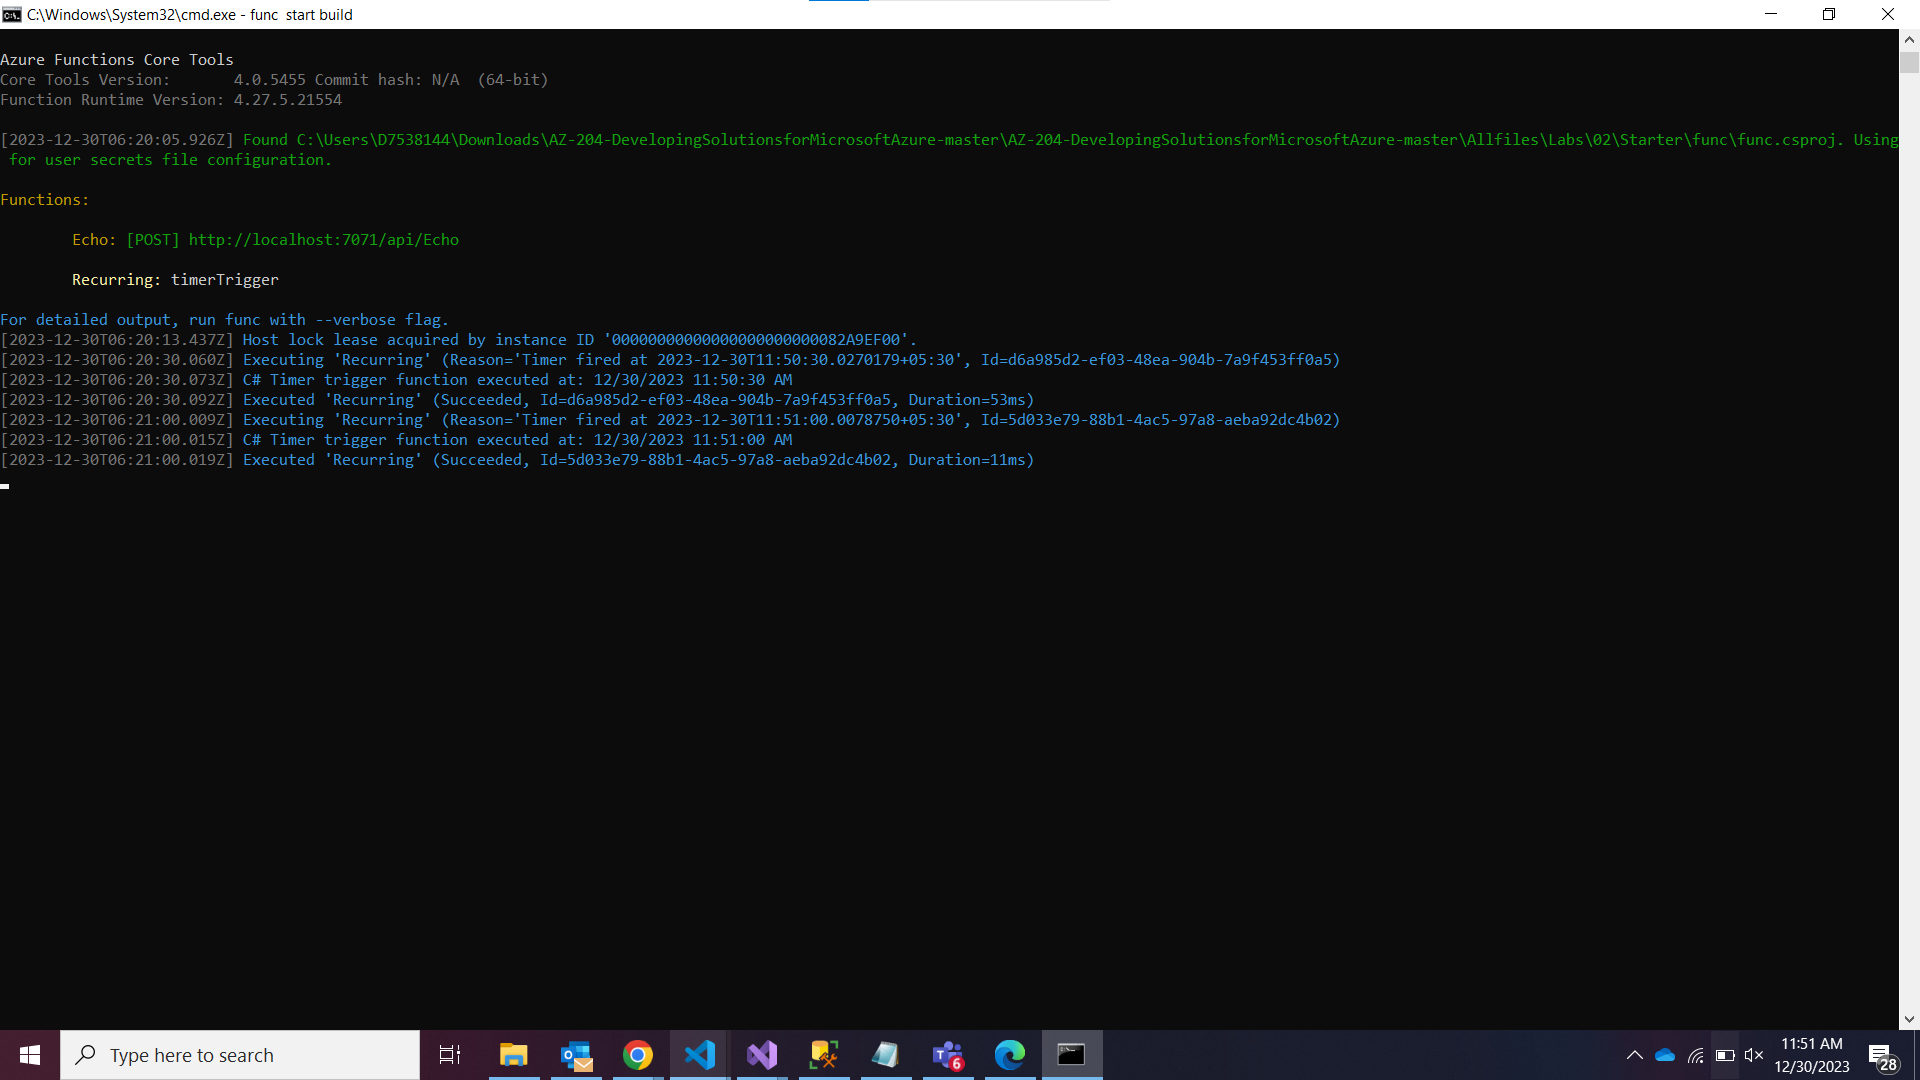 C:\Windows\System32\cmd.exe - func  start build
Azure Functions Core Tools
Core Tools Version:       4.0.5455 Commit hash: N/A  (64-bit)
Function Runtime Version: 4.27.5.21554
[2023-12-30T06:20:05.926Z] Found C:\Users\D7538144\Downloads\AZ-204-DevelopingSolutionsforMicrosoftAzure-master\AZ-204-DevelopingSolutionsforMicrosoftAzure-master\Allfiles\Labs\02\Starter\func\func.csproj. Using
 for user secrets file configuration.
Functions:
        Echo: [POST] http://localhost:7071/api/Echo
        Recurring: timerTrigger
For detailed output, run func with --verbose flag.
[2023-12-30T06:20:13.437Z] Host lock lease acquired by instance ID '00000000000000000000000082A9EF00'.
[2023-12-30T06:20:30.060Z] Executing 'Recurring' (Reason='Timer fired at 2023-12-30T11:50:30.0270179+05:30', Id=d6a985d2-ef03-48ea-904b-7a9f453ff0a5)
[2023-12-30T06:20:30.073Z] C# Timer trigger function executed at: 12/30/2023 11:50:30 AM
[2023-12-30T06:20:30.092Z] Executed 'Recurring' (Succeeded, Id=d6a985d2-ef03-48ea-904b-7a9f453ff0a5, Duration=53ms)
[2023-12-30T06:21:00.009Z] Executing 'Recurring' (Reason='Timer fired at 2023-12-30T11:51:00.0078750+05:30', Id=5d033e79-88b1-4ac5-97a8-aeba92dc4b02)
[2023-12-30T06:21:00.015Z] C# Timer trigger function executed at: 12/30/2023 11:51:00 AM
[2023-12-30T06:21:00.019Z] Executed 'Recurring' (Succeeded, Id=5d033e79-88b1-4ac5-97a8-aeba92dc4b02, Duration=11ms)
Type here to search
6
11:51 AM
12/30/2023
28